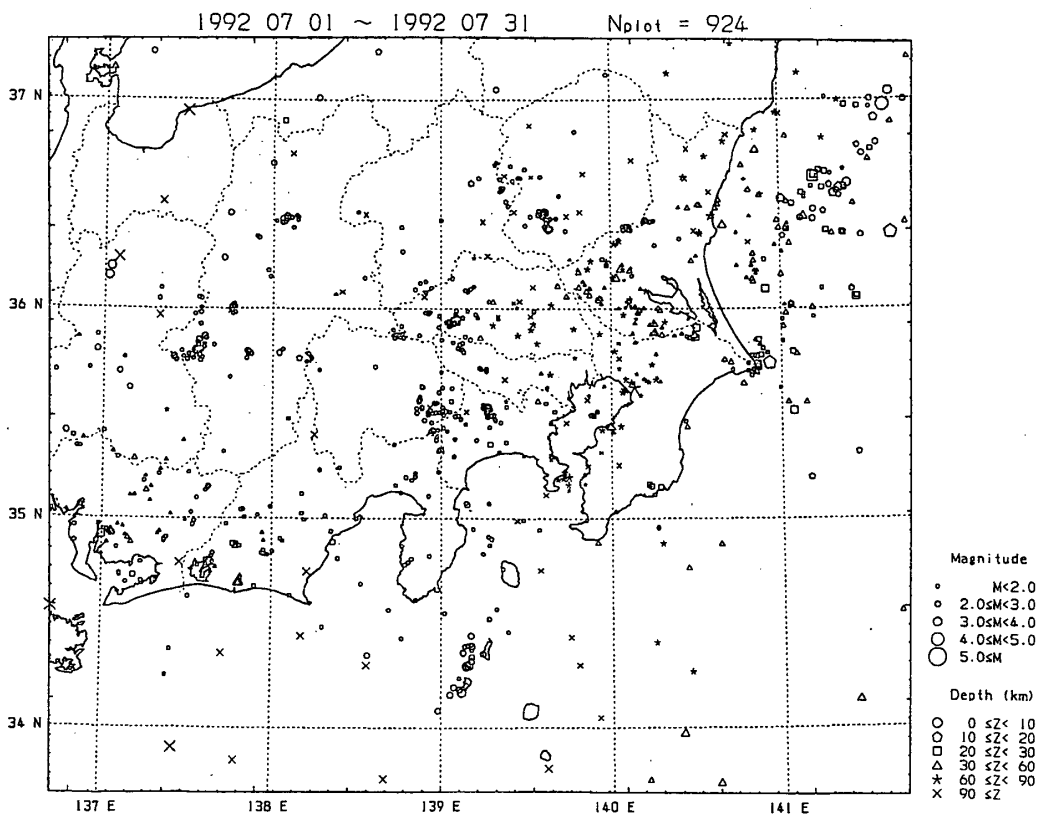 1992 07 01 ~ 1992 07 31 Nplot = 924
37 N
36 N
35 N
34 N
137 E 138 E 139 E 140 E 141 E
Magnitude
M<2.0
2.0≤M<3.0
3.0≤M<4.0
4.0≤M<5.0
5.0≤M
Depth (km)
0 ≤Z< 10
10 ≤Z< 20
20 ≤Z< 30
30 ≤Z< 60
60 ≤Z< 90
90 ≤Z